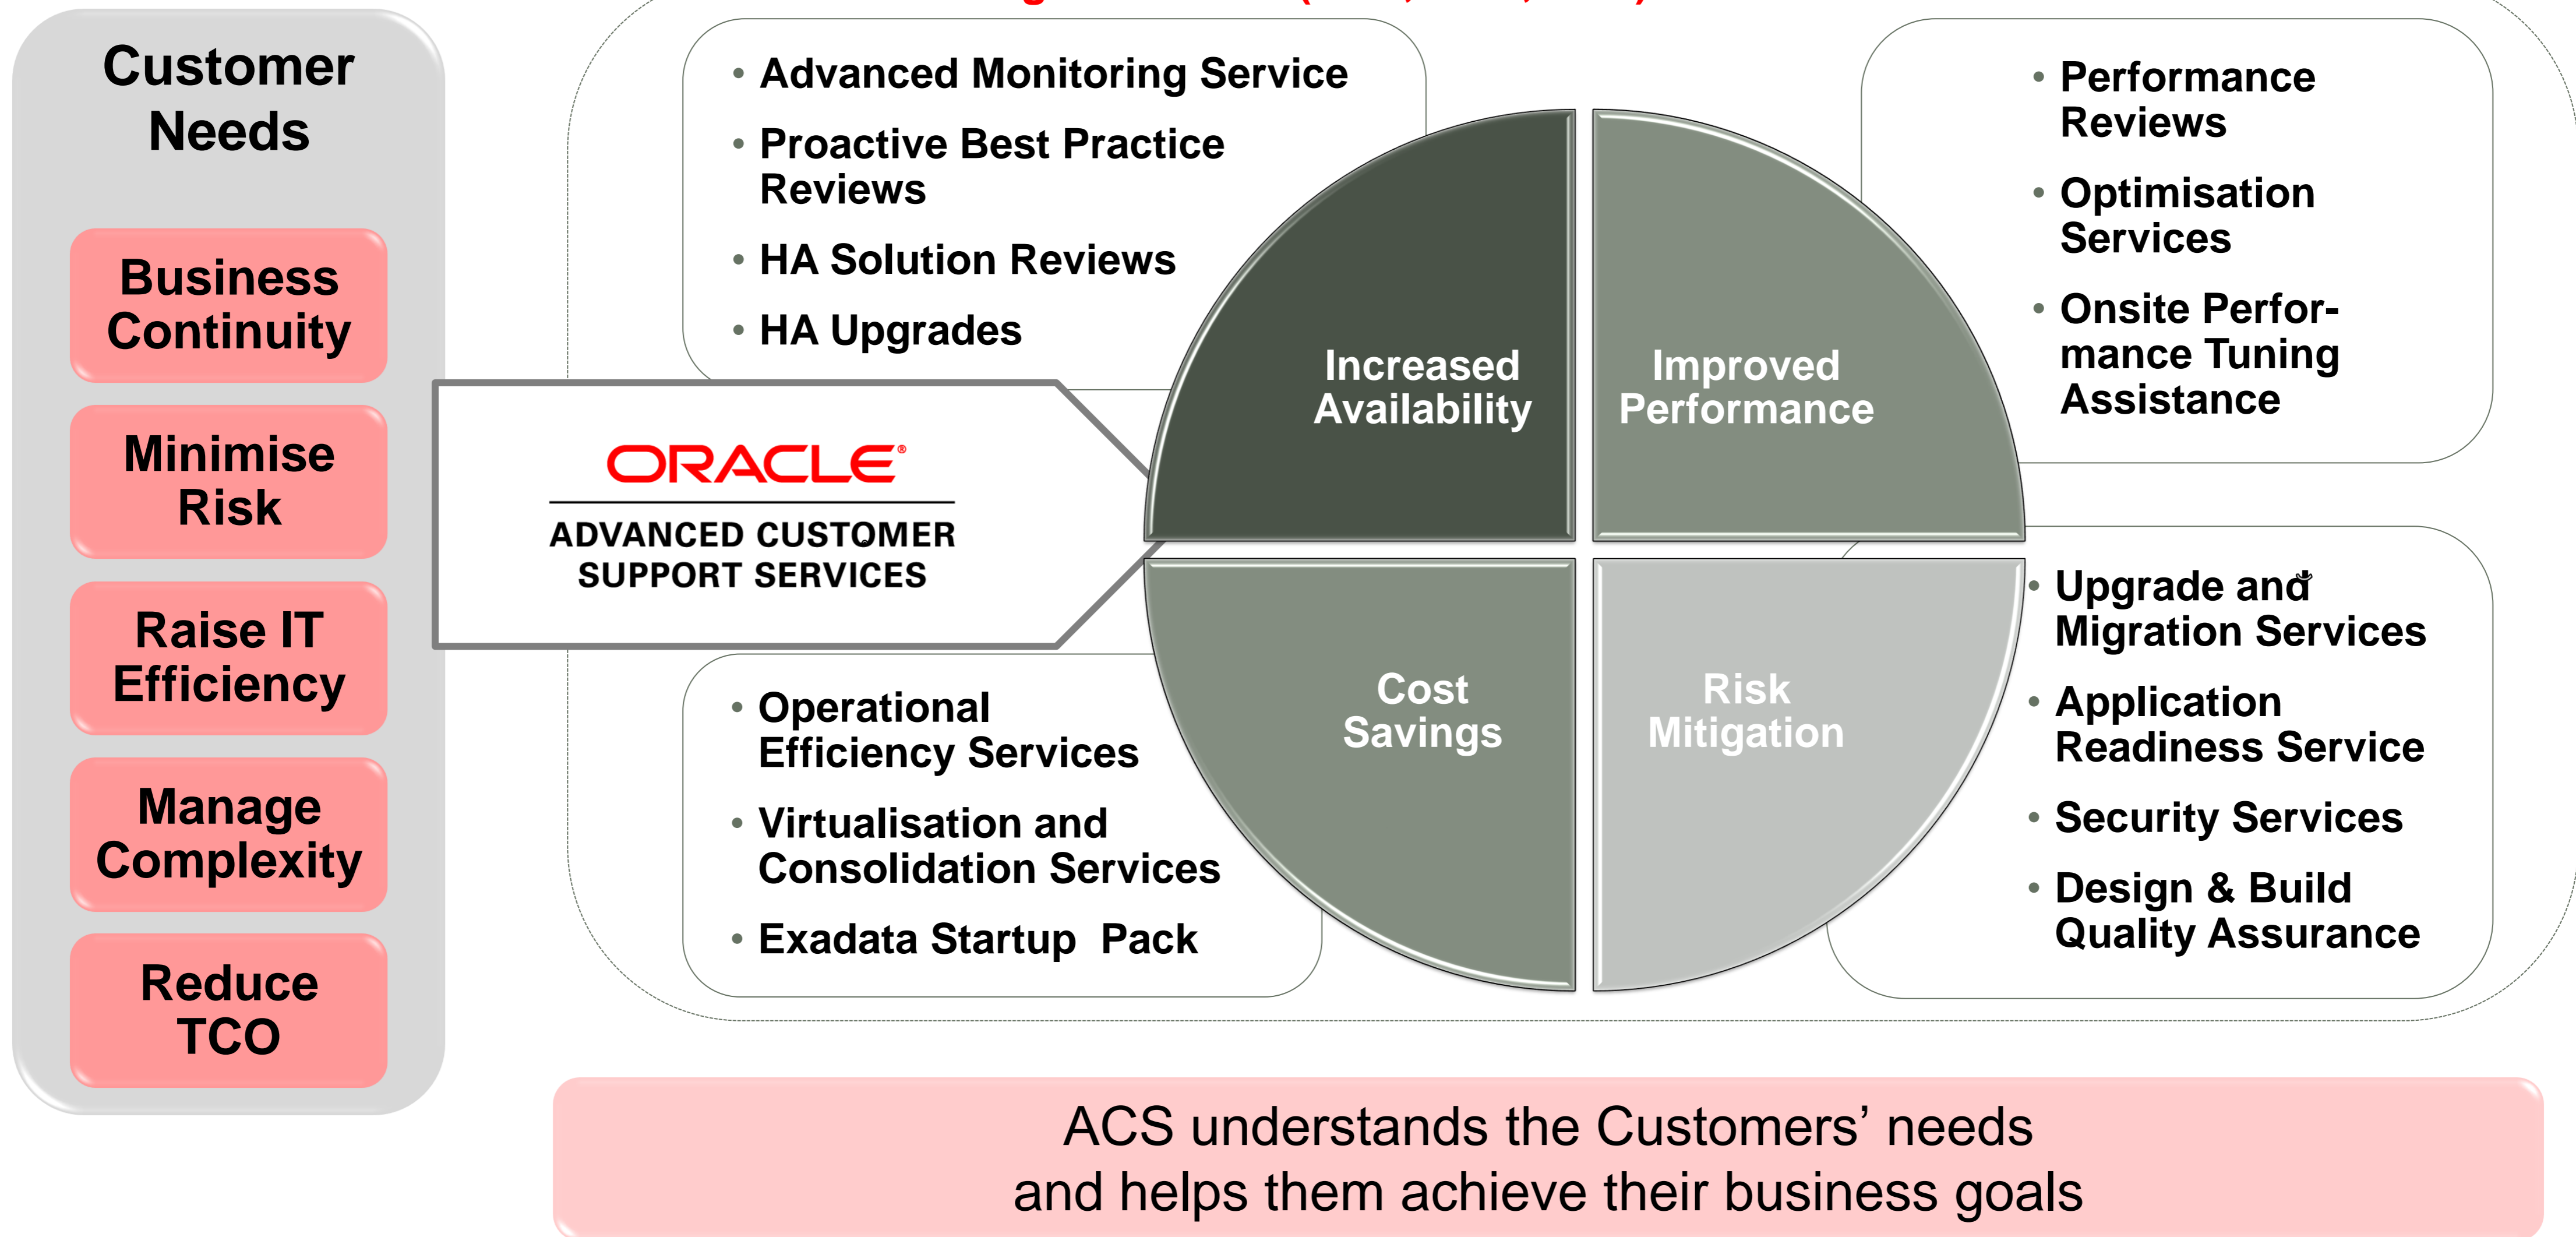 Customer
Needs
Business
Continuity
Minimise
Risk
Raise IT
Efficiency
Manage
Complexity
Reduce
TCO
• Advanced Monitoring Service
• Proactive Best Practice
Reviews
• HA Solution Reviews
• HA Upgrades
• Performance
Reviews
• Optimisation
Services
• Onsite Perfor-
mance Tuning
Assistance
Increased
Availability
Improved
Performance
ORACLE®
ADVANCED CUSTOMER
SUPPORT SERVICES
Cost
Savings
Risk
Mitigation
• Operational
Efficiency Services
• Virtualisation and
Consolidation Services
• Exadata Startup Pack
• Upgrade and
Migration Services
• Application
Readiness Service
• Security Services
• Design & Build
Quality Assurance
ACS understands the Customers’ needs
and helps them achieve their business goals